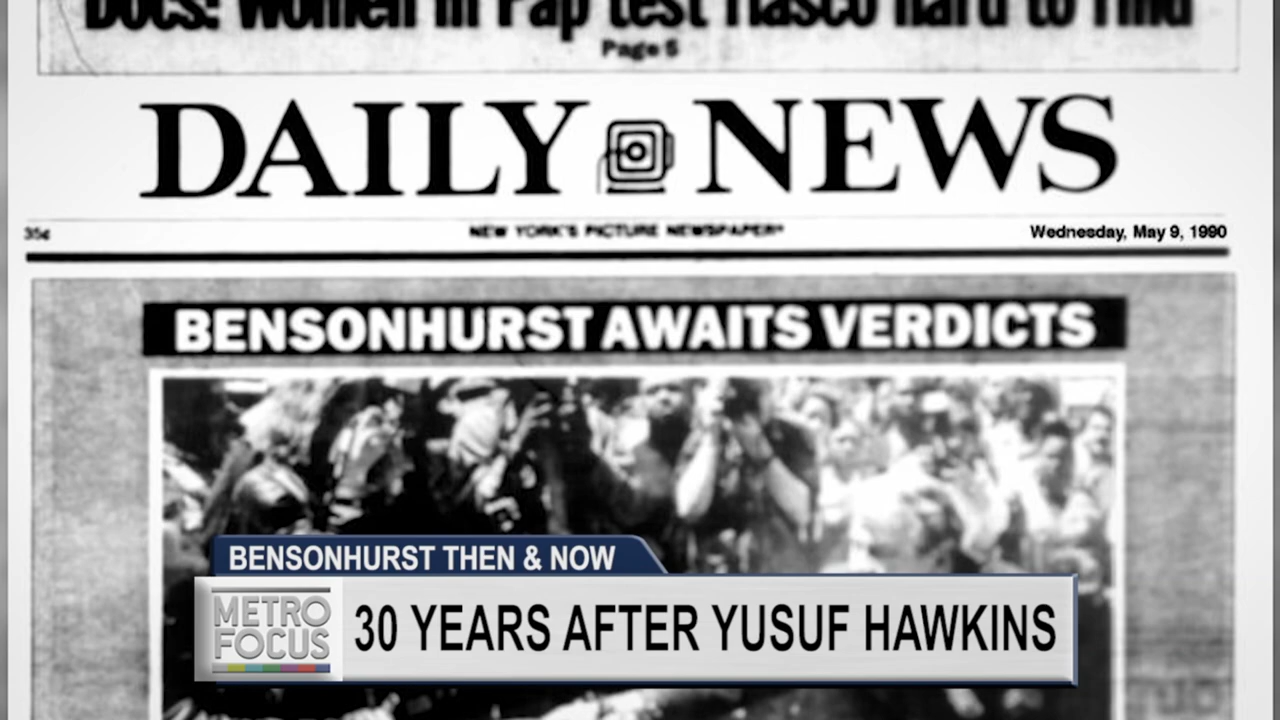 Docs: Women in Pap test fiasco hard to find
Page 5
DAILY NEWS
35¢
NEW YORK'S PICTURE NEWSPAPER®
Wednesday, May 9, 1990
BENSONHURST AWAITS VERDICTS
BENSONHURST THEN & NOW
METRO
FOCUS
30 YEARS AFTER YUSUF HAWKINS